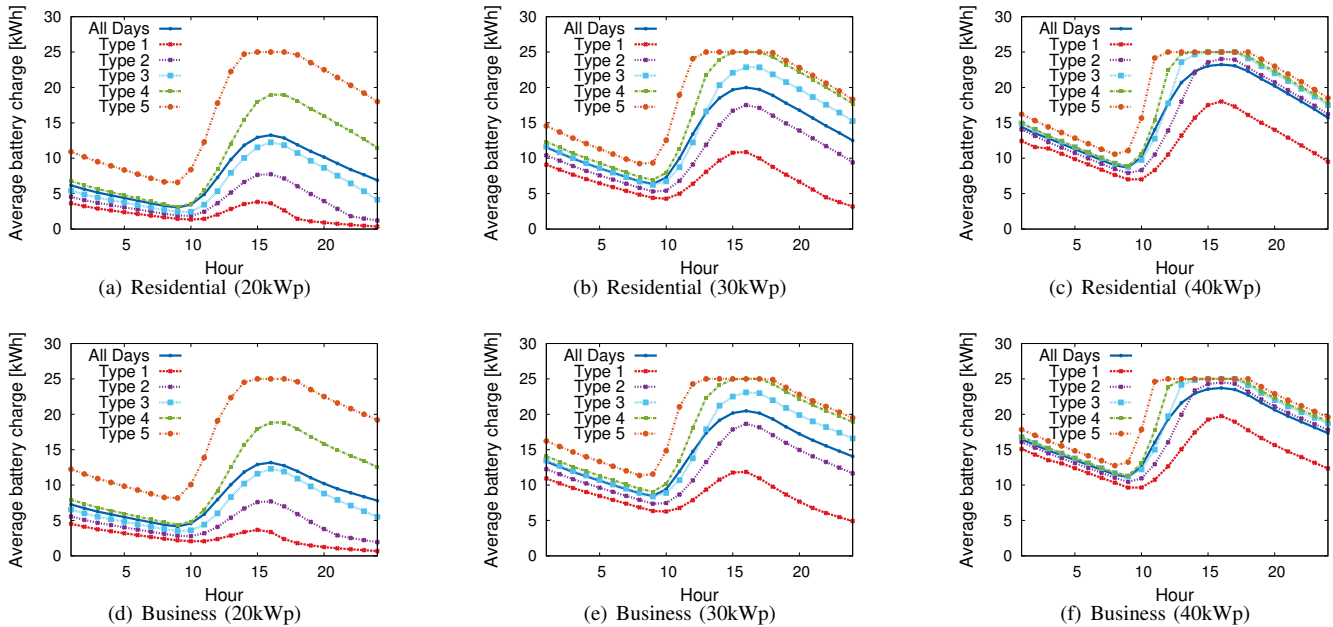 Average battery charge [kWh]
30
25
20
15
10
5
0
All Days
Type 1
Type 2
Type 3
Type 4
Type 5
5 10 15 20
Hour
(a) Residential (20kWp)
Average battery charge [kWh]
30
25
20
15
10
5
0
All Days
Type 1
Type 2
Type 3
Type 4
Type 5
5 10 15 20
Hour
(b) Residential (30kWp)
Average battery charge [kWh]
30
25
20
15
10
5
0
All Days
Type 1
Type 2
Type 3
Type 4
Type 5
5 10 15 20
Hour
(c) Residential (40kWp)
Average battery charge [kWh]
30
25
20
15
10
5
0
All Days
Type 1
Type 2
Type 3
Type 4
Type 5
5 10 15 20
Hour
(d) Business (20kWp)
Average battery charge [kWh]
30
25
20
15
10
5
0
All Days
Type 1
Type 2
Type 3
Type 4
Type 5
5 10 15 20
Hour
(e) Business (30kWp)
Average battery charge [kWh]
30
25
20
15
10
5
0
All Days
Type 1
Type 2
Type 3
Type 4
Type 5
5 10 15 20
Hour
(f) Business (40kWp)